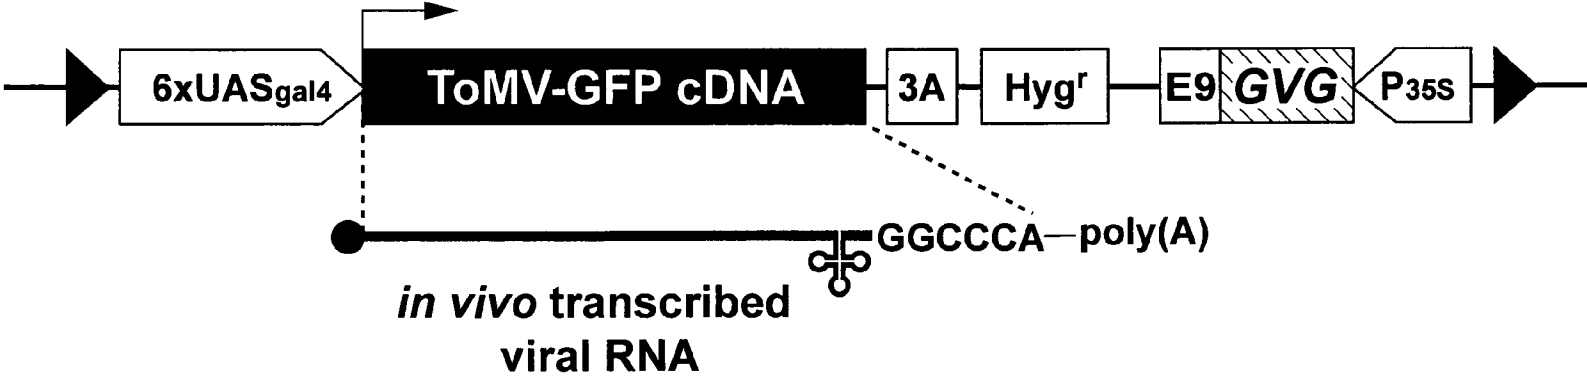 6xUASgal4 ToMV-GFP cDNA 3A Hygr E9 GVG P35S
GGCCCA—poly(A)
in vivo transcribed
viral RNA